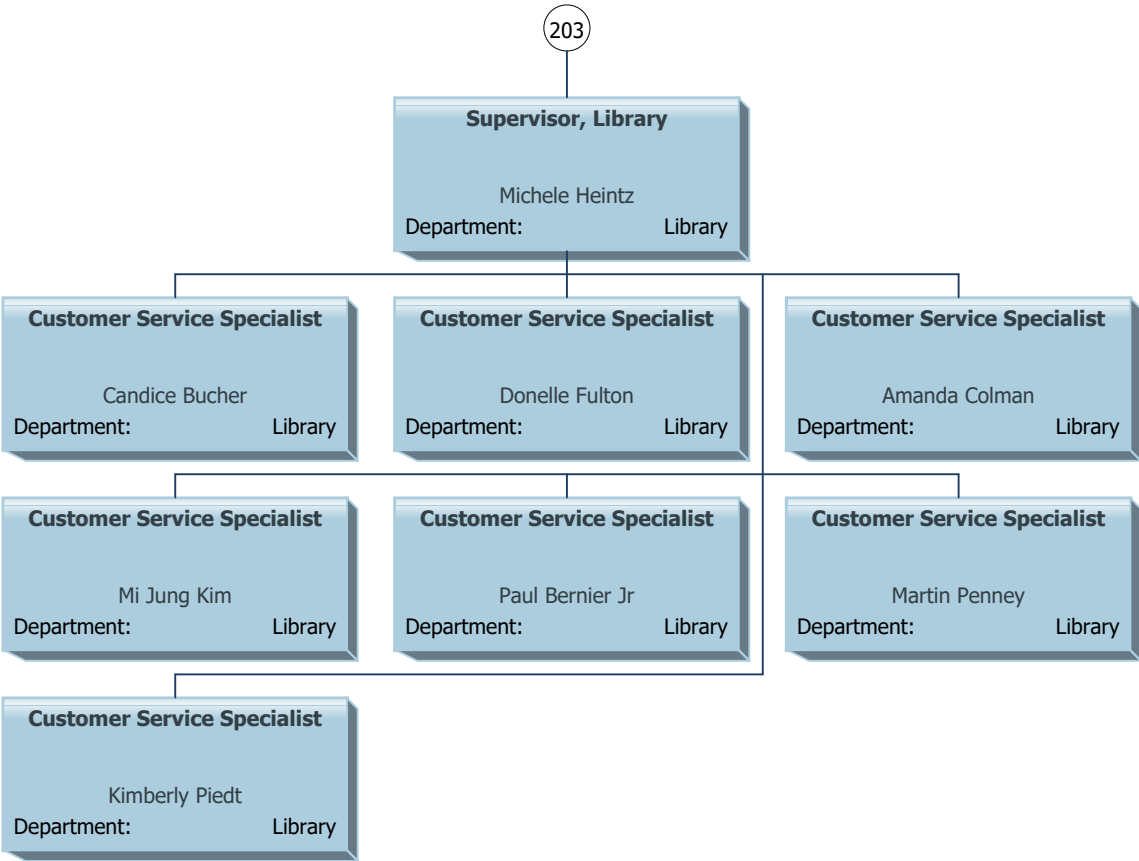 203
Supervisor, Library
Michele Heintz
Department: Library
Customer Service Specialist
Candice Bucher
Department: Library
Customer Service Specialist
Donelle Fulton
Department: Library
Customer Service Specialist
Amanda Colman
Department: Library
Customer Service Specialist
Mi Jung Kim
Department: Library
Customer Service Specialist
Paul Bernier Jr
Department: Library
Customer Service Specialist
Martin Penney
Department: Library
Customer Service Specialist
Kimberly Piedt
Department: Library